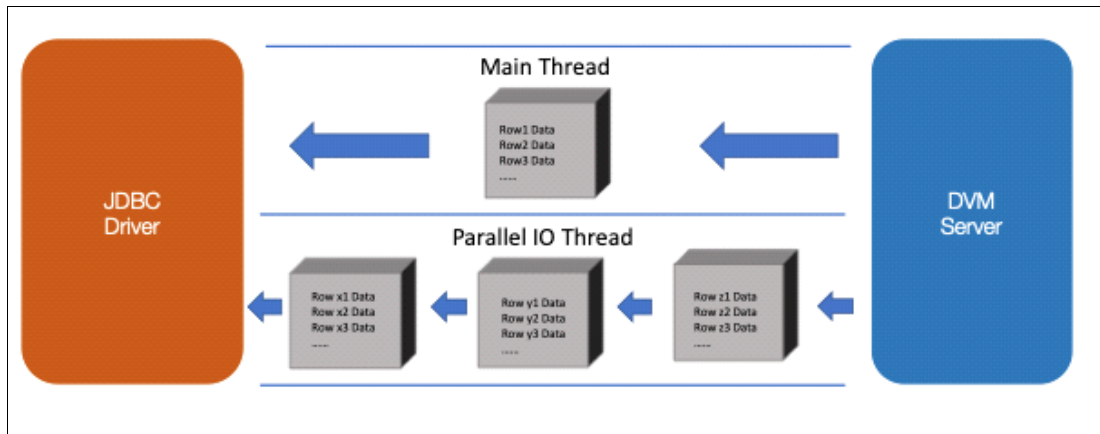 Main Thread
Row1 Data
Row2 Data
Row3 Data
.....
JDBC
Driver
DVM
Server
Parallel IO Thread
Row x1 Data
Row x2 Data
Row x3 Data
.....
Row y1 Data
Row y2 Data
Row y3 Data
.....
Row z1 Data
Row z2 Data
Row z3 Data
.....